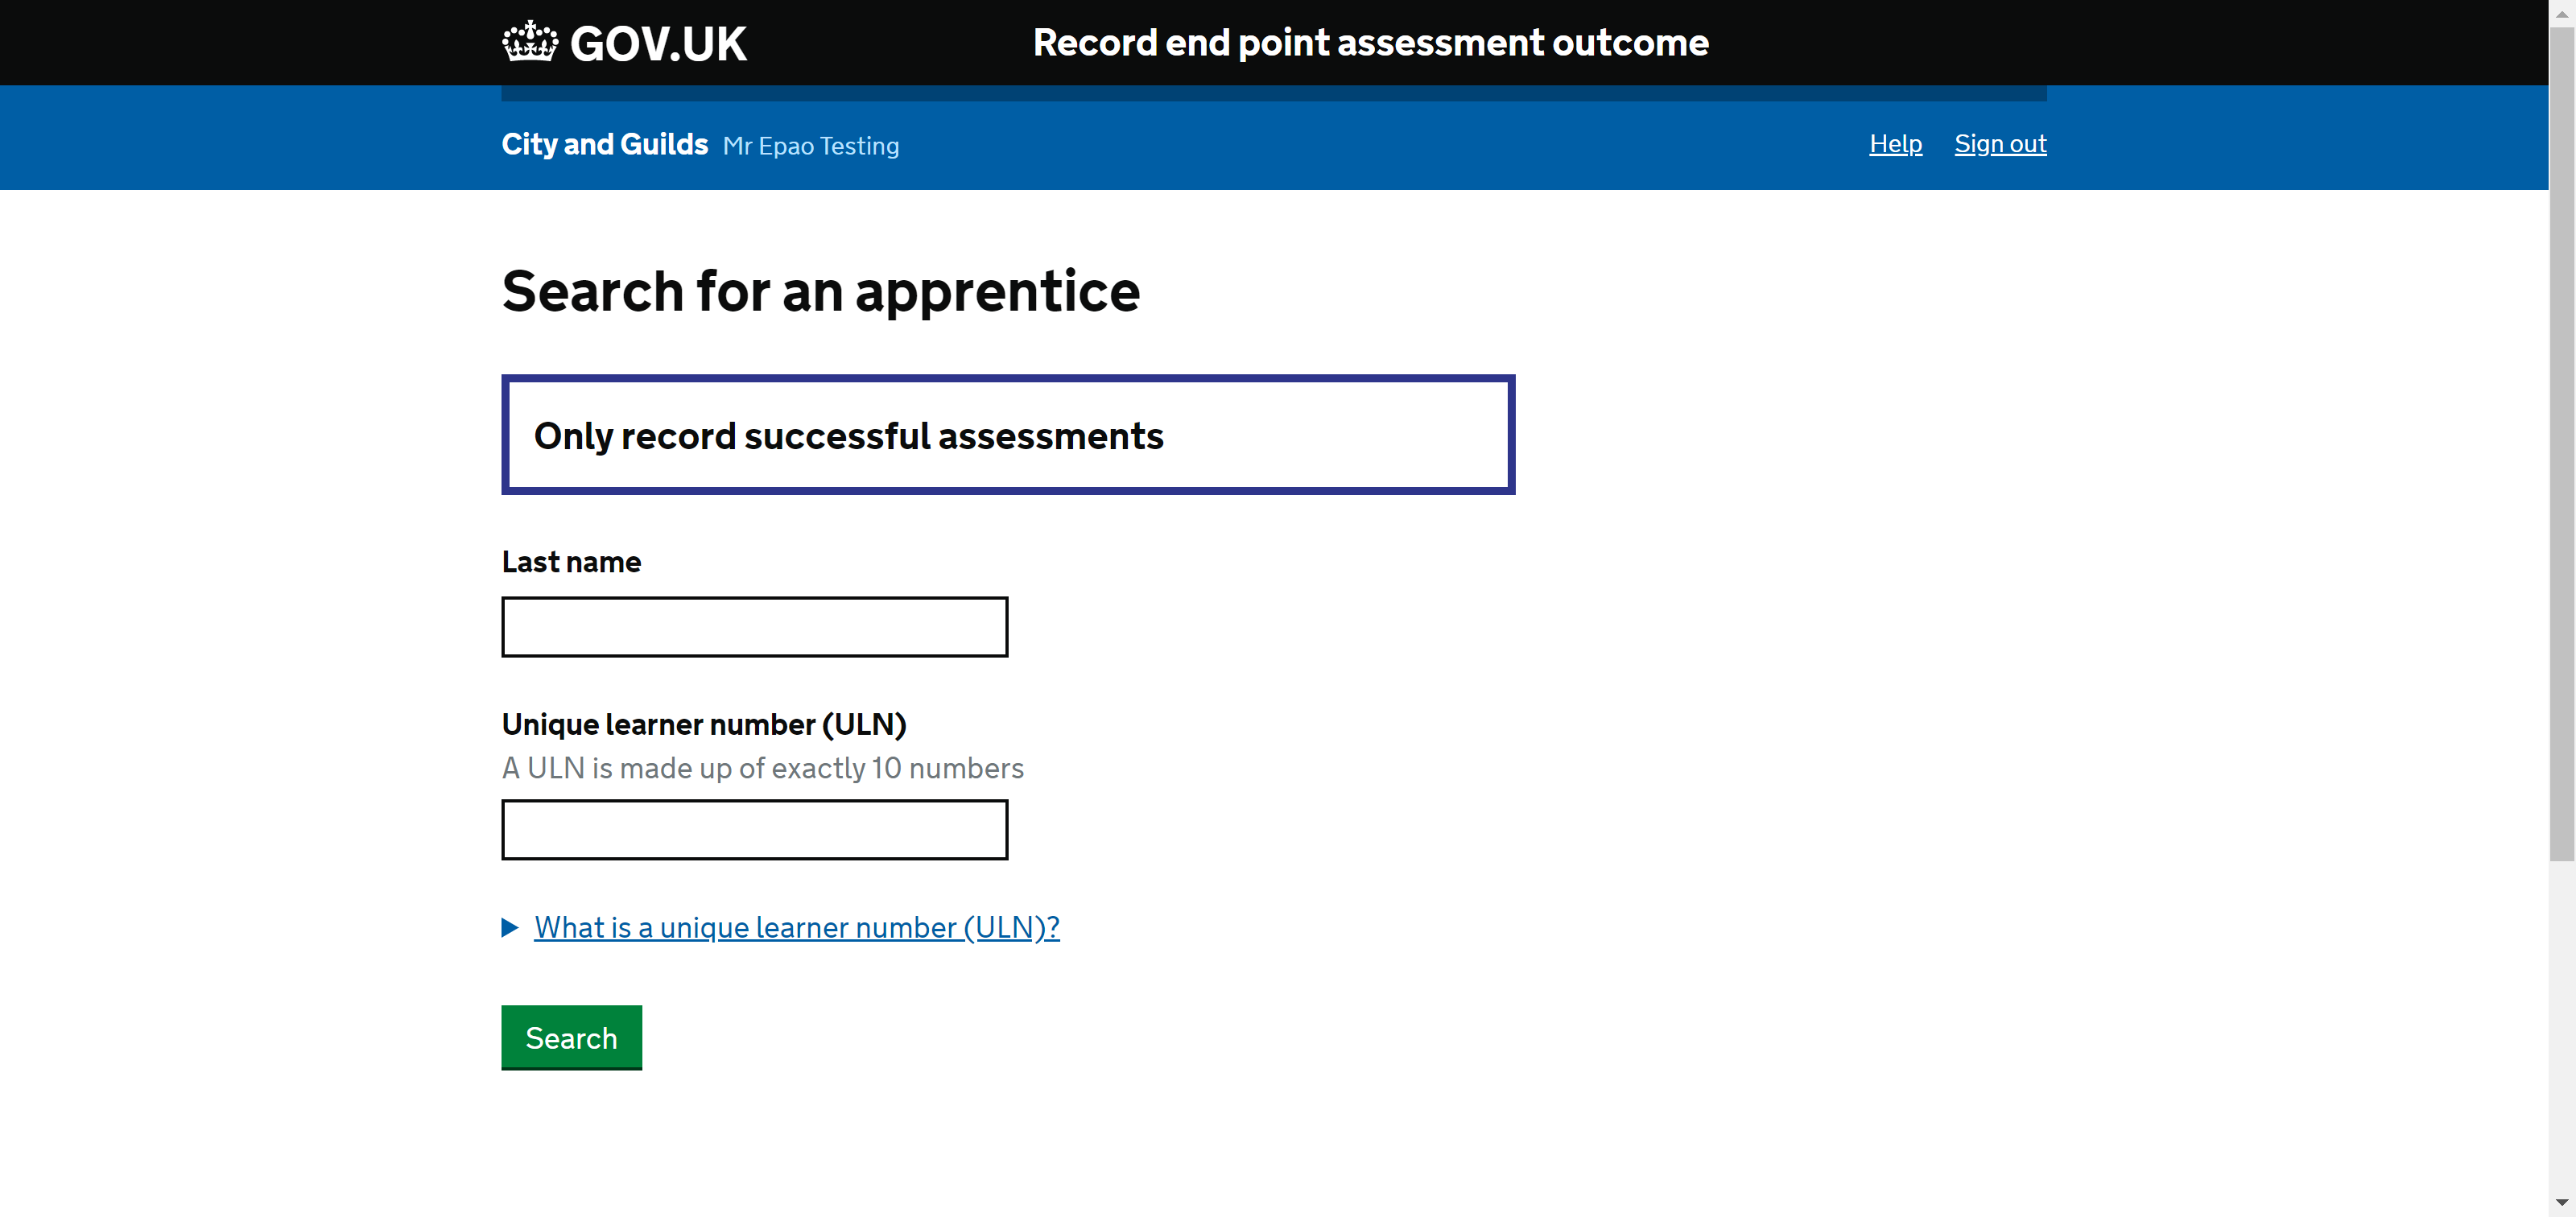 GOV.UK Record end point assessment outcome
City and Guilds Mr Epao Testing Help Sign out
Search for an apprentice
Only record successful assessments
Last name
Unique learner number (ULN)
A ULN is made up of exactly 10 numbers
What is a unique learner number (ULN)?
Search